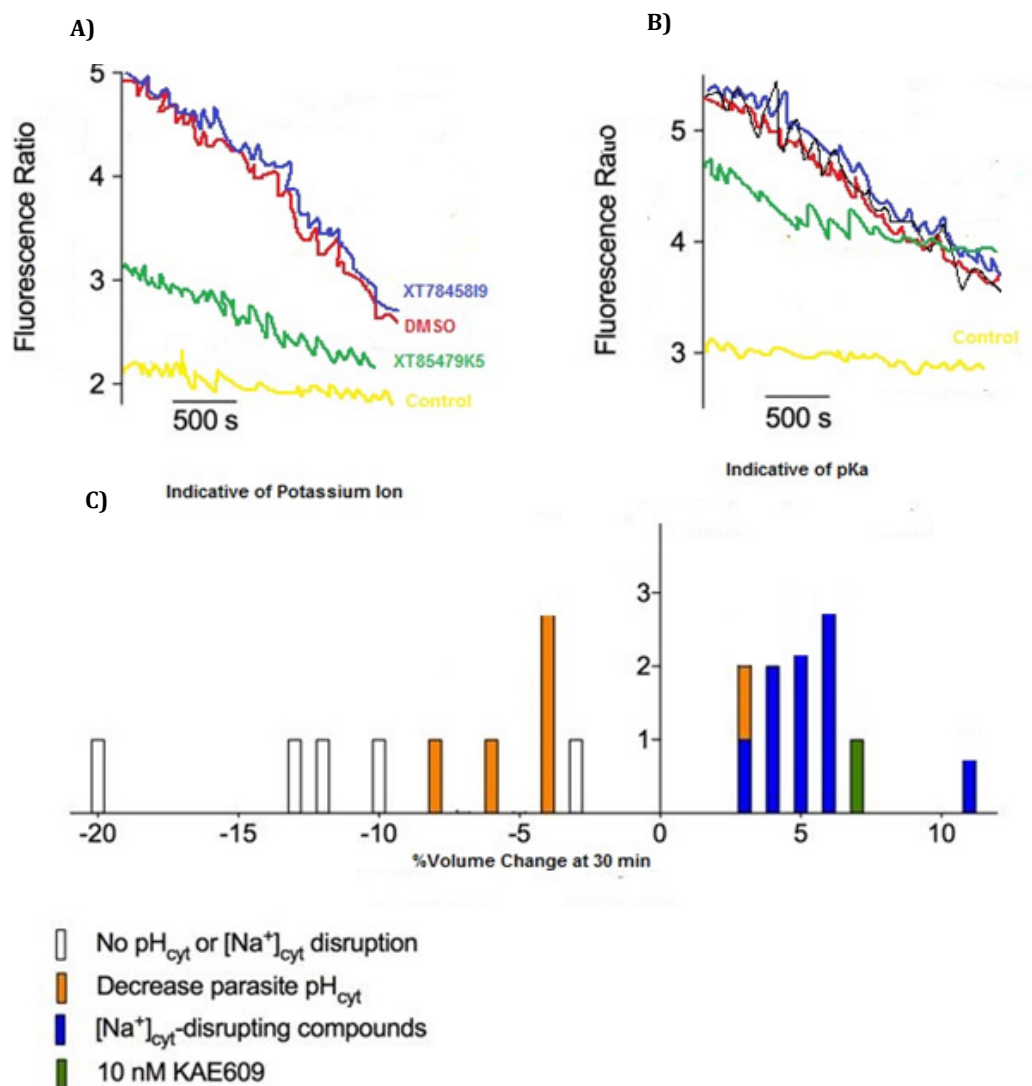 A)
B)
5
4
3
2
Fluorescence Ratio
XT78458I9
DMSO
XT85479K5
Control
500 s
Indicative of Potassium Ion
5
4
3
Fluorescence Rauo
Control
500 s
Indicative of pKa
C)
3
2
1
-20 -15 -10 -5 0 5 10
%Volume Change at 30 min
No pHcyt or [Na+]cyt disruption
Decrease parasite pHcyt
[Na+]cyt-disrupting compounds
10 nM KAE609